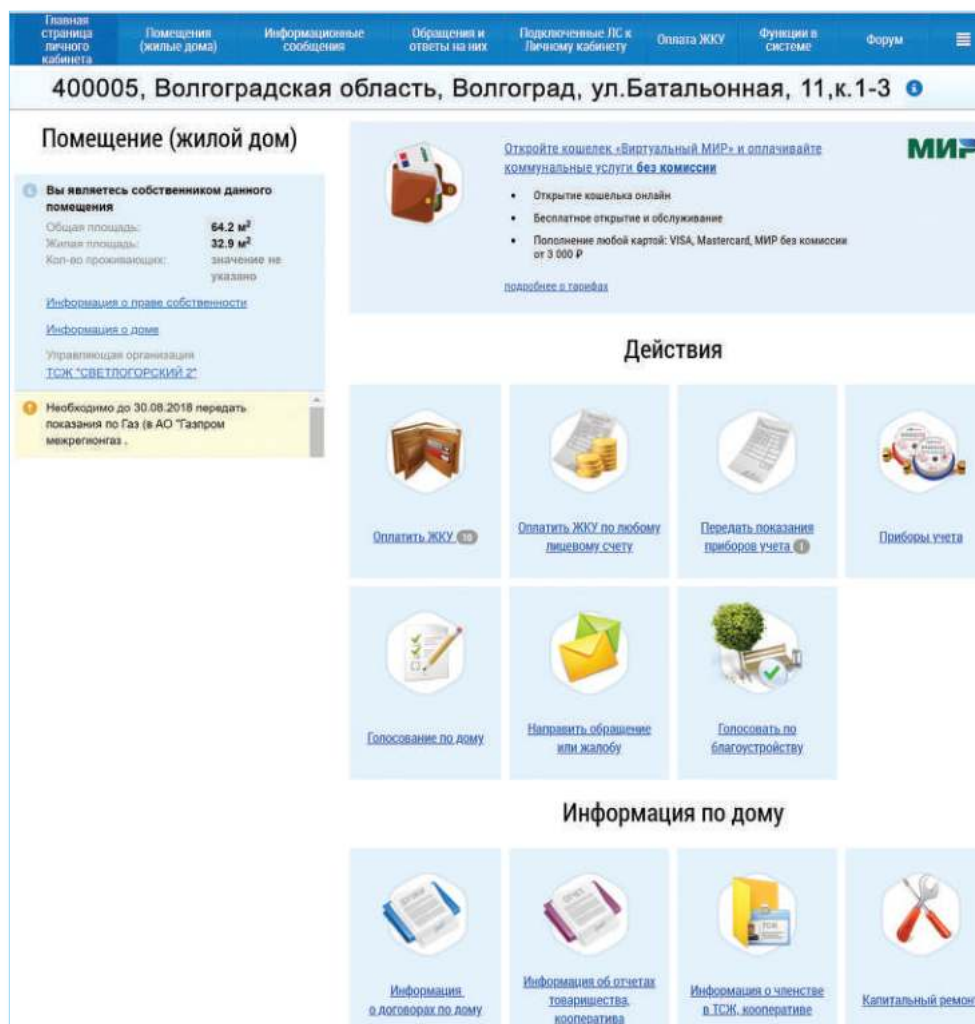 Главная
страница
личного
кабинета
Помещения
(жилые дома)
Информационные
сообщения
Обращения и
ответы на них
Подключенные ЛС к
Личному кабинету
Оплата ЖКУ
Функции в
системе
Форум
400005, Волгоградская область, Волгоград, ул.Батальонная, 11,к.1-3
Помещение (жилой дом)
Вы являетесь собственником данного
помещения
Общая площадь: 64.2 м²
Жилая площадь: 32.9 м²
Кол-во проживающих: значение не
указано
Информация о праве собственности
Информация о доме
Управляющая организация
ТСЖ "СВЕТЛОГОРСКИЙ 2"
Необходимо до 30.08.2018 передать
показания по Газ (в АО "Газпром
межрегионгаз .
Откройте кошелек «Виртуальный МИР» и оплачивайте
коммунальные услуги без комиссии
• Открытие кошелька онлайн
• Бесплатное открытие и обслуживание
• Пополнение любой картой: VISA, Mastercard, МИР без комиссии
от 3 000 ₽
подробнее о тарифах
МИР
Действия
Оплатить ЖКУ 10
Оплатить ЖКУ по любому
лицевому счету
Передать показания
приборов учета 1
Приборы учета
Голосование по дому
Направить обращение
или жалобу
Голосовать по
благоустройству
Информация по дому
Информация
о договорах по дому
Информация об отчетах
товарищества,
кооператива
ТСЖ
Информация о членстве
в ТСЖ, кооперативе
Капитальный ремонт